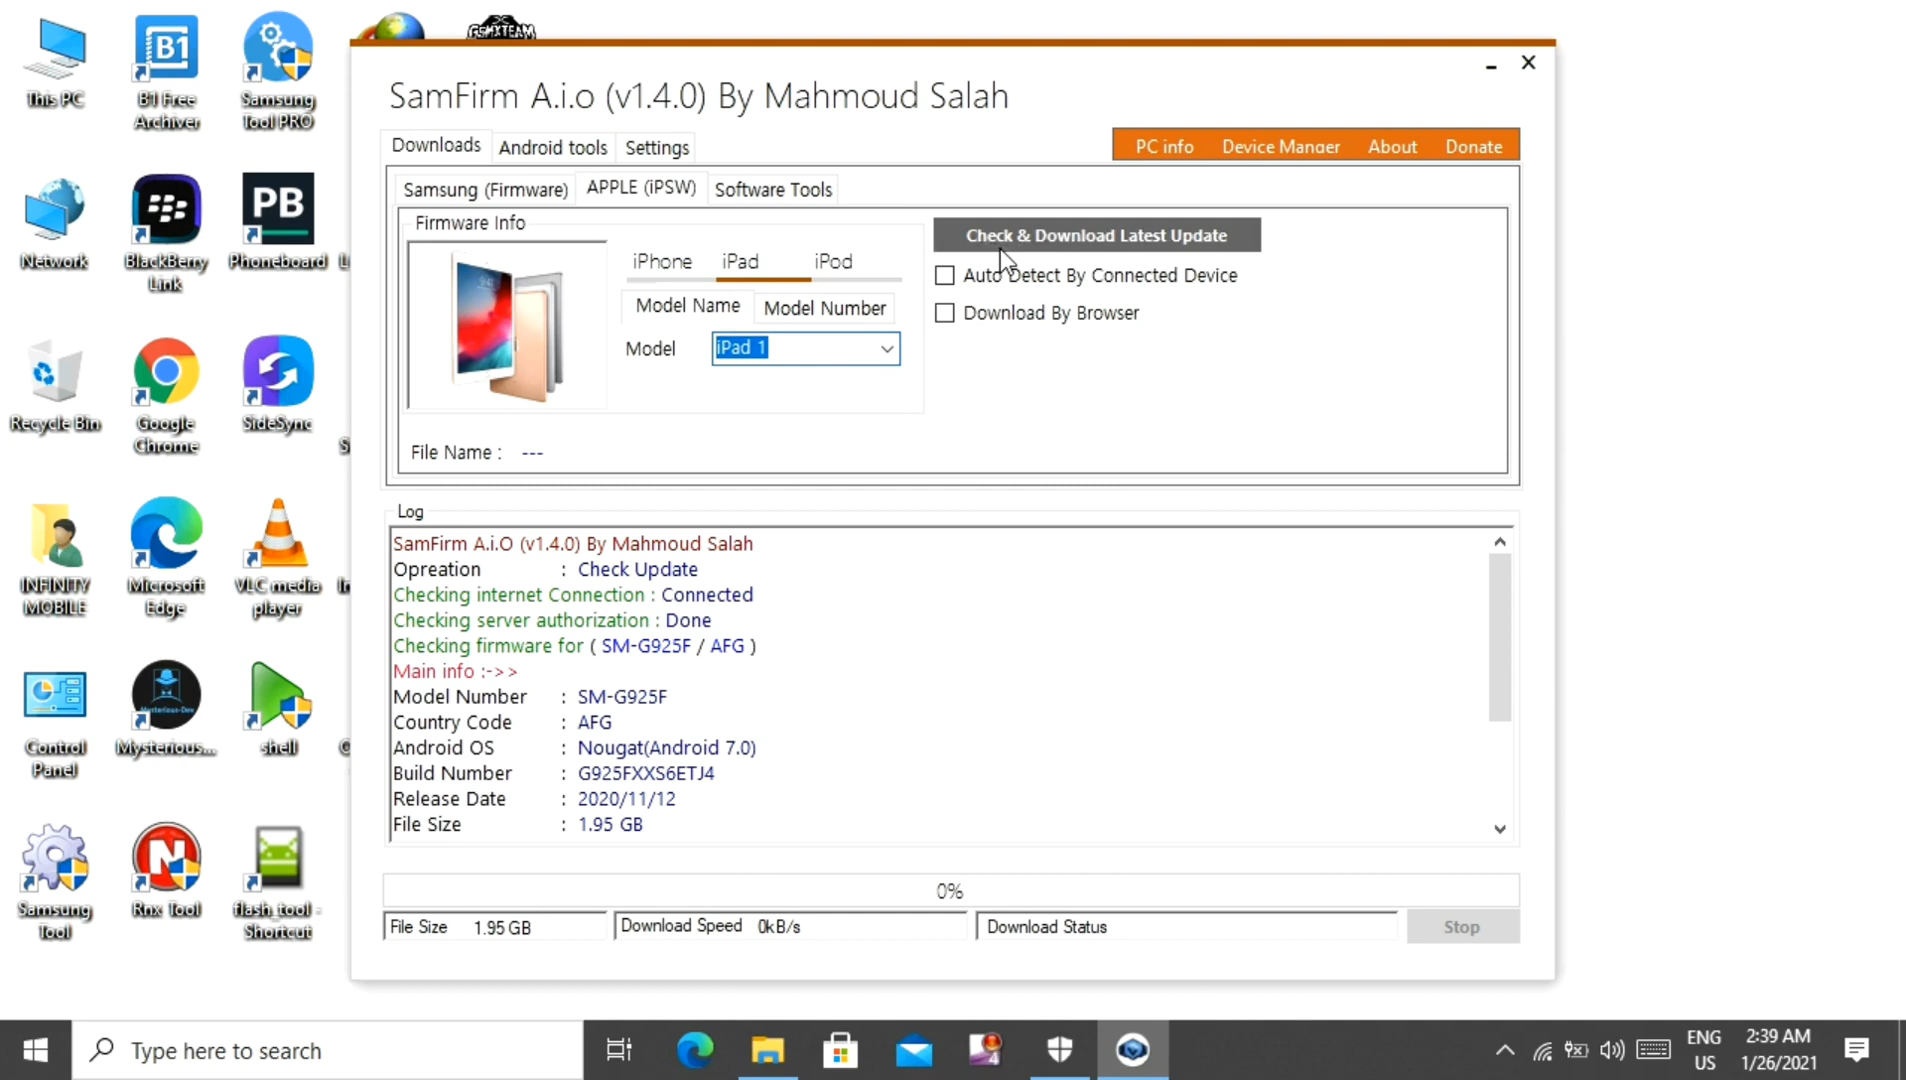 This PC
B1 Free Archiver
Samsung Tool PRO
GSMXTEAM
Network
BlackBerry Link
Phoneboard
Recycle Bin
Google Chrome
SideSync
INFINITY MOBILE
Microsoft Edge
VLC media player
Control Panel
Mysterious...
shell
Samsung Tool
Rnx Tool
flash_tool - Shortcut
B1
PB
Mysterious-Dev
SamFirm A.i.o (v1.4.0) By Mahmoud Salah
Downloads Android tools Settings
PC info Device Manger About Donate
Samsung (Firmware) APPLE (iPSW) Software Tools
Firmware Info
iPhone iPad iPod
Model Name Model Number
Model iPad 1
Check & Download Latest Update
Auto Detect By Connected Device
Download By Browser
File Name : ---
Log
SamFirm A.i.O (v1.4.0) By Mahmoud Salah
Opreation : Check Update
Checking internet Connection : Connected
Checking server authorization : Done
Checking firmware for ( SM-G925F / AFG )
Main info :->>
Model Number : SM-G925F
Country Code : AFG
Android OS : Nougat(Android 7.0)
Build Number : G925FXXS6ETJ4
Release Date : 2020/11/12
File Size : 1.95 GB
0%
File Size 1.95 GB Download Speed 0kB/s Download Status Stop
Type here to search
4
ENG US
2:39 AM
1/26/2021